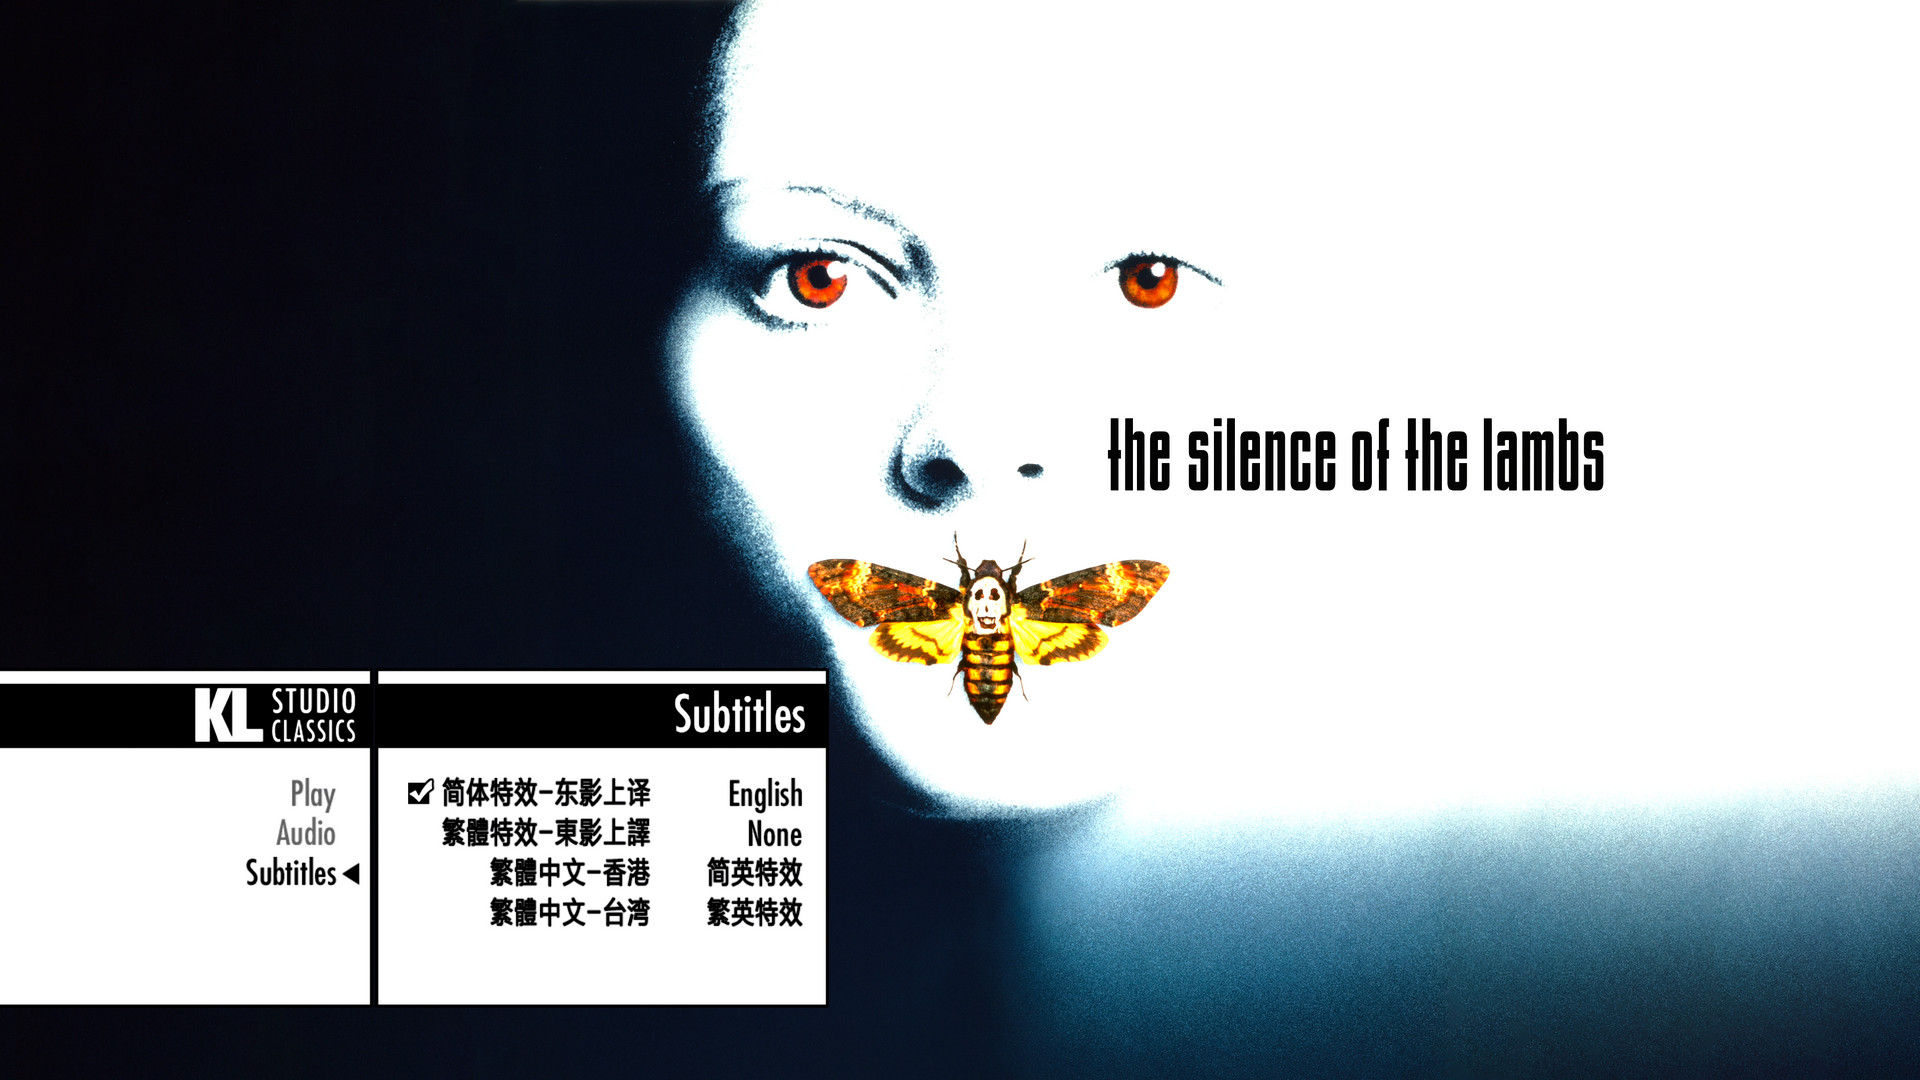 the silence of the lambs
KL STUDIO CLASSICS
Play
Audio
Subtitles
Subtitles
简体特效-东影上译
繁體特效-東影上譯
繁體中文-香港
繁體中文-台湾
English
None
简英特效
繁英特效